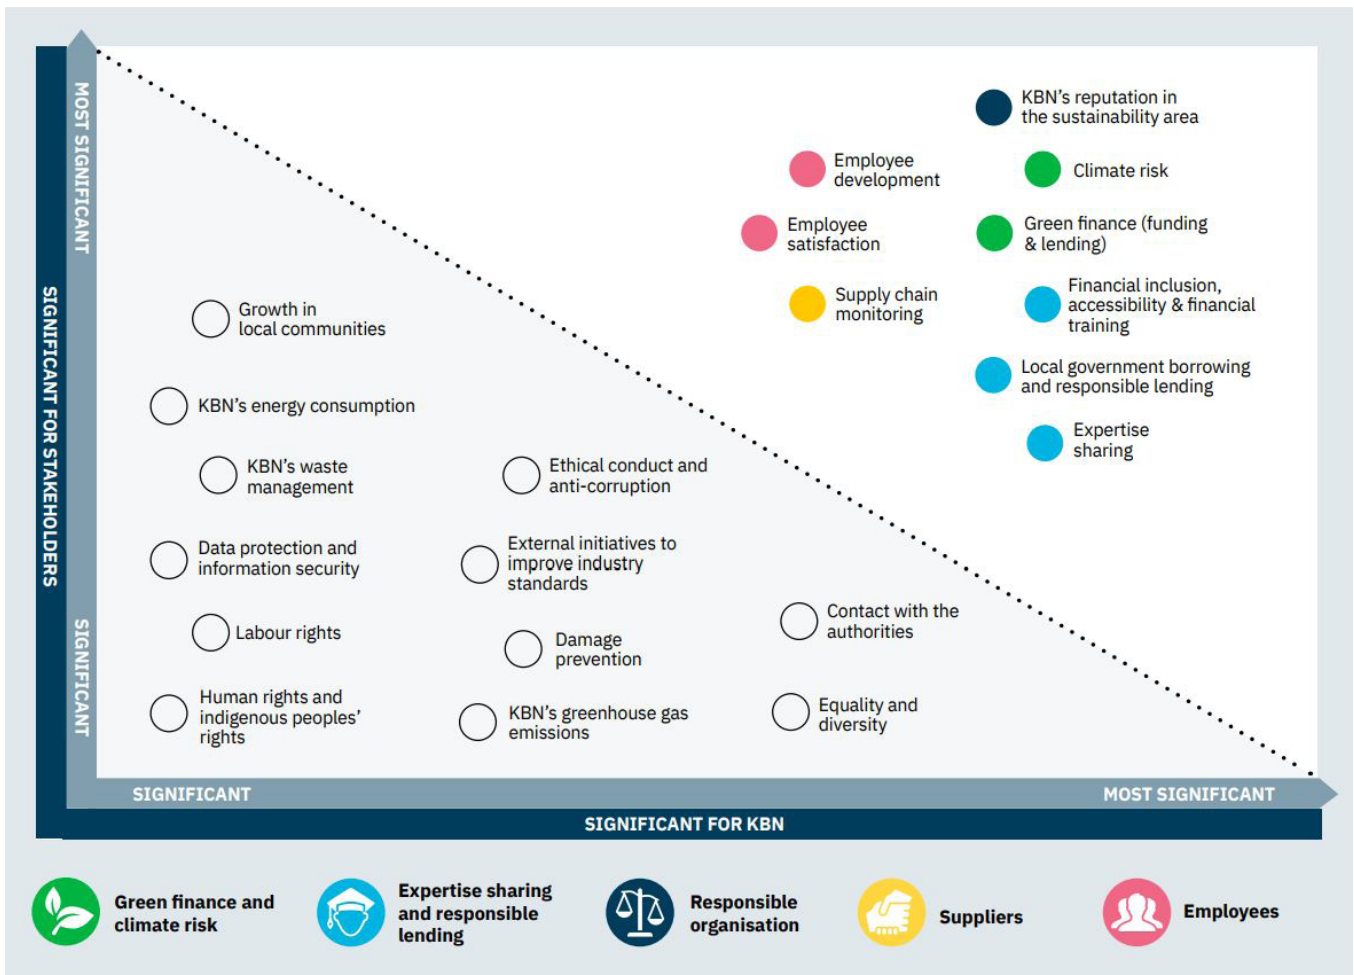 MOST SIGNIFICANT
SIGNIFICANT
SIGNIFICANT FOR STAKEHOLDERS
KBN's reputation in
the sustainability area
Employee
development
Climate risk
Employee
satisfaction
Green finance (funding
& lending)
Supply chain
monitoring
Financial inclusion,
accessibility & financial
training
Growth in
local communities
Local government borrowing
and responsible lending
KBN's energy consumption
Expertise
sharing
KBN's waste
management
Ethical conduct and
anti-corruption
Data protection and
information security
External initiatives to
improve industry
standards
Labour rights
Damage
prevention
Contact with the
authorities
Human rights and
indigenous peoples'
rights
KBN's greenhouse gas
emissions
Equality and
diversity
SIGNIFICANT
MOST SIGNIFICANT
SIGNIFICANT FOR KBN
Green finance and
climate risk
Expertise sharing
and responsible
lending
Responsible
organisation
Suppliers
Employees